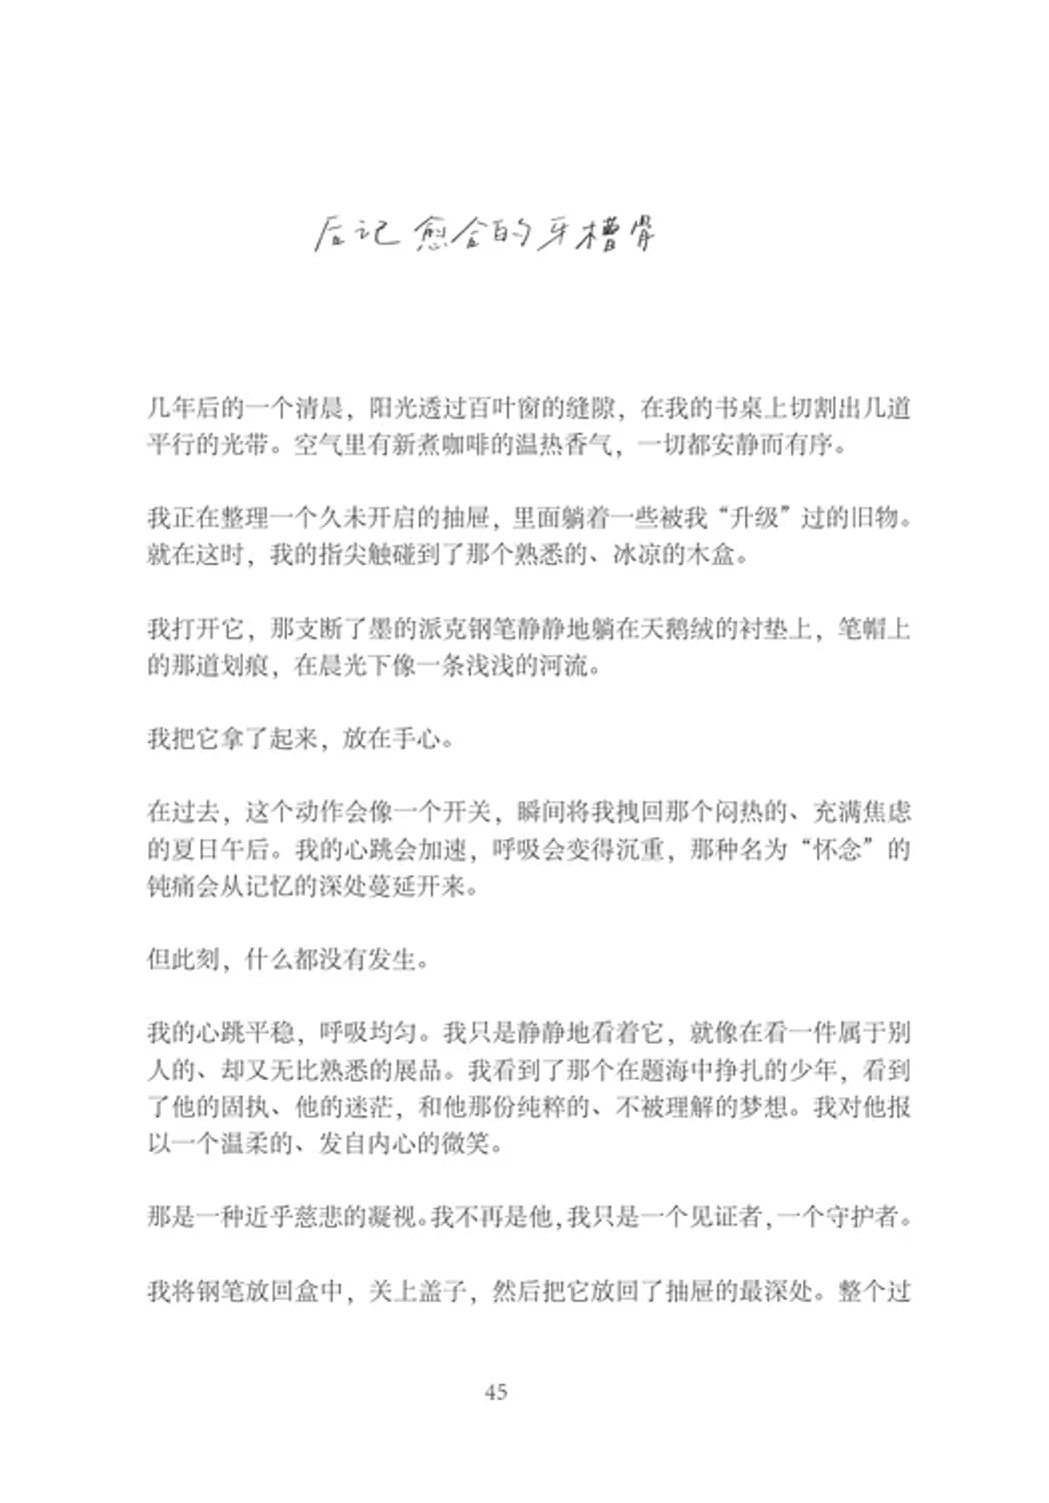 后记 愈合的牙槽骨
几年后的一个清晨，阳光透过百叶窗的缝隙，在我的书桌上切割出几道
平行的光带。空气里有新煮咖啡的温热香气，一切都安静而有序。
我正在整理一个久未开启的抽屉，里面躺着一些被我“升级”过的旧物。
就在这时，我的指尖触碰到了那个熟悉的、冰凉的木盒。
我打开它，那支断了墨的派克钢笔静静地躺在天鹅绒的衬垫上，笔帽上
的那道划痕，在晨光下像一条浅浅的河流。
我把它拿了起来，放在手心。
在过去，这个动作会像一个开关，瞬间将我拽回那个闷热的、充满焦虑
的夏日午后。我的心跳会加速，呼吸会变得沉重，那种名为“怀念”的
钝痛会从记忆的深处蔓延开来。
但此刻，什么都没有发生。
我的心跳平稳，呼吸均匀。我只是静静地看着它，就像在看一件属于别
人的、却又无比熟悉的展品。我看到了那个在题海中挣扎的少年，看到
了他的固执、他的迷茫，和他那份纯粹的、不被理解的梦想。我对他报
以一个温柔的、发自内心的微笑。
那是一种近乎慈悲的凝视。我不再是他，我只是一个见证者，一个守护者。
我将钢笔放回盒中，关上盖子，然后把它放回了抽屉的最深处。整个过
45